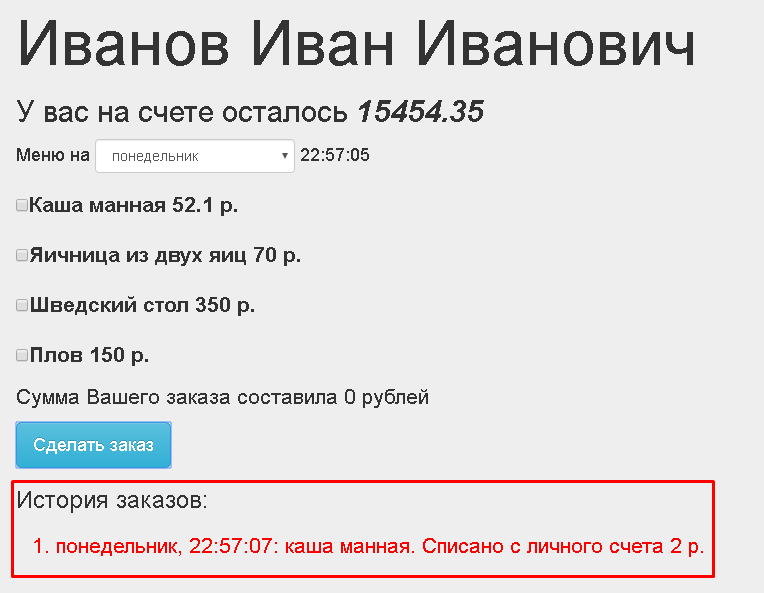 Иванов Иван Иванович
У вас на счете осталось 15454.35
Меню на понедельник 22:57:05
Каша манная 52.1 р.
Яичница из двух яиц 70 р.
Шведский стол 350 р.
Плов 150 р.
Сумма Вашего заказа составила 0 рублей
Сделать заказ
История заказов:
1. понедельник, 22:57:07: каша манная. Списано с личного счета 2 р.